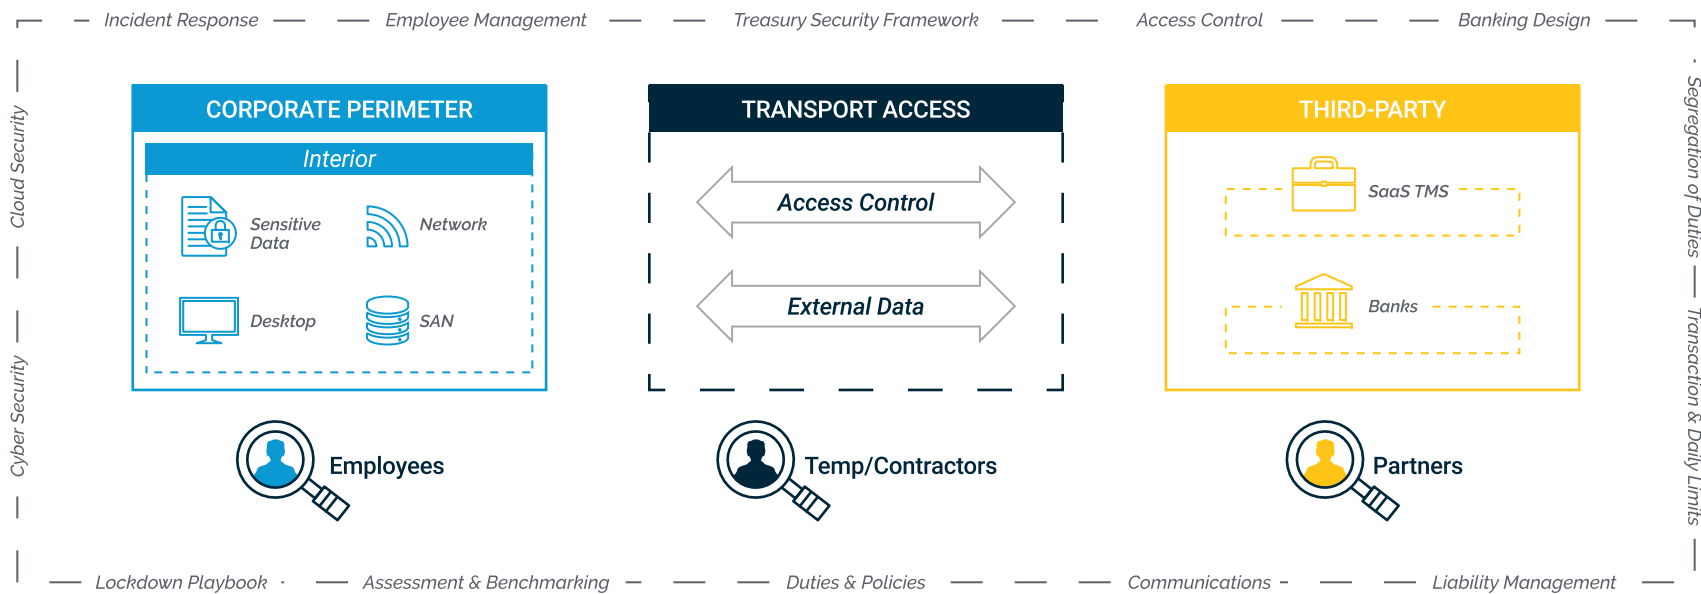 Incident Response
Employee Management
Treasury Security Framework
Access Control
Banking Design
Cloud Security
Cyber Security
CORPORATE PERIMETER
Interior
Sensitive
Data
Network
Desktop
SAN
Employees
TRANSPORT ACCESS
Access Control
External Data
Temp/Contractors
THIRD-PARTY
SaaS TMS
Banks
Partners
Segregation of Duties
Transaction & Daily Limits
Lockdown Playbook
Assessment & Benchmarking
Duties & Policies
Communications
Liability Management